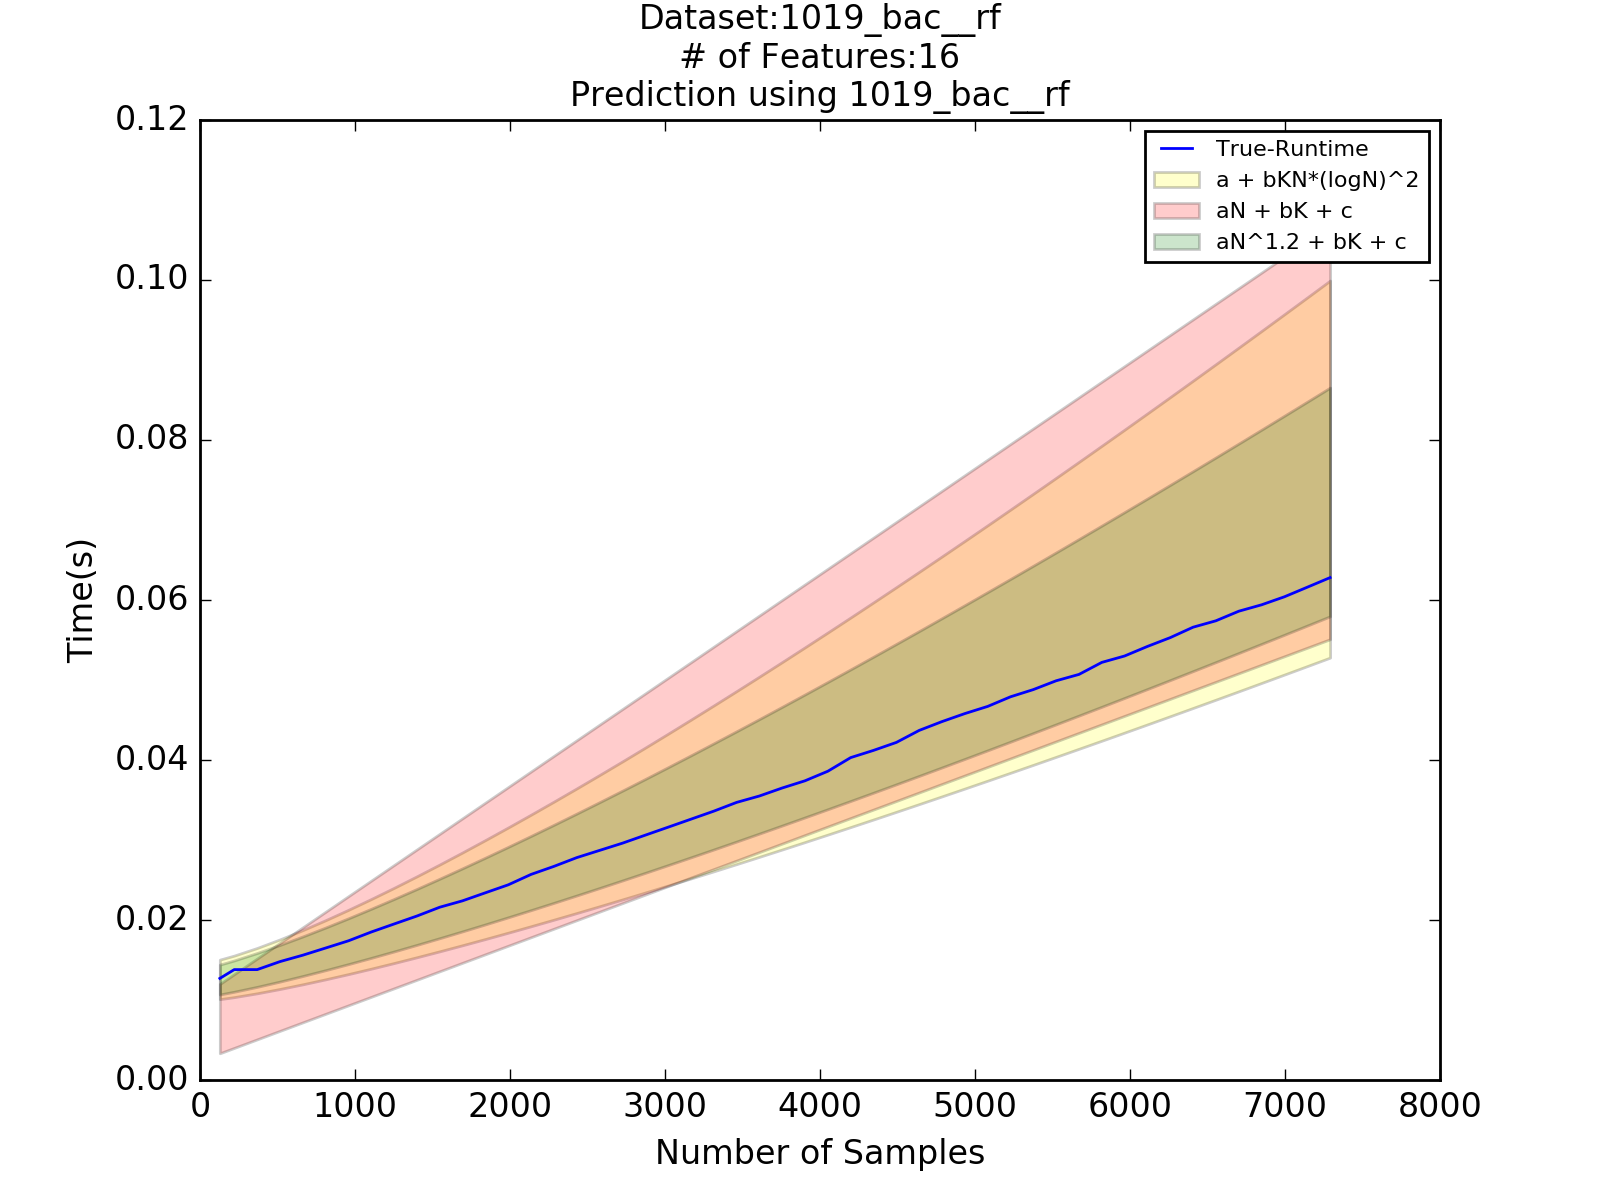 Dataset:1019_bac__rf
# of Features:16
Prediction using 1019_bac__rf
0.12
0.10
0.08
0.06
0.04
0.02
0.00
Time(s)
True-Runtime
a + bKN*(logN)^2
aN + bK + c
aN^1.2 + bK + c
0 1000 2000 3000 4000 5000 6000 7000 8000
Number of Samples